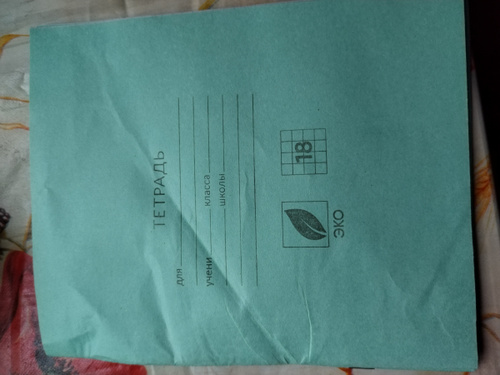 ТЕТРАДЬ
для
учени класса
школы
18
ЭКО